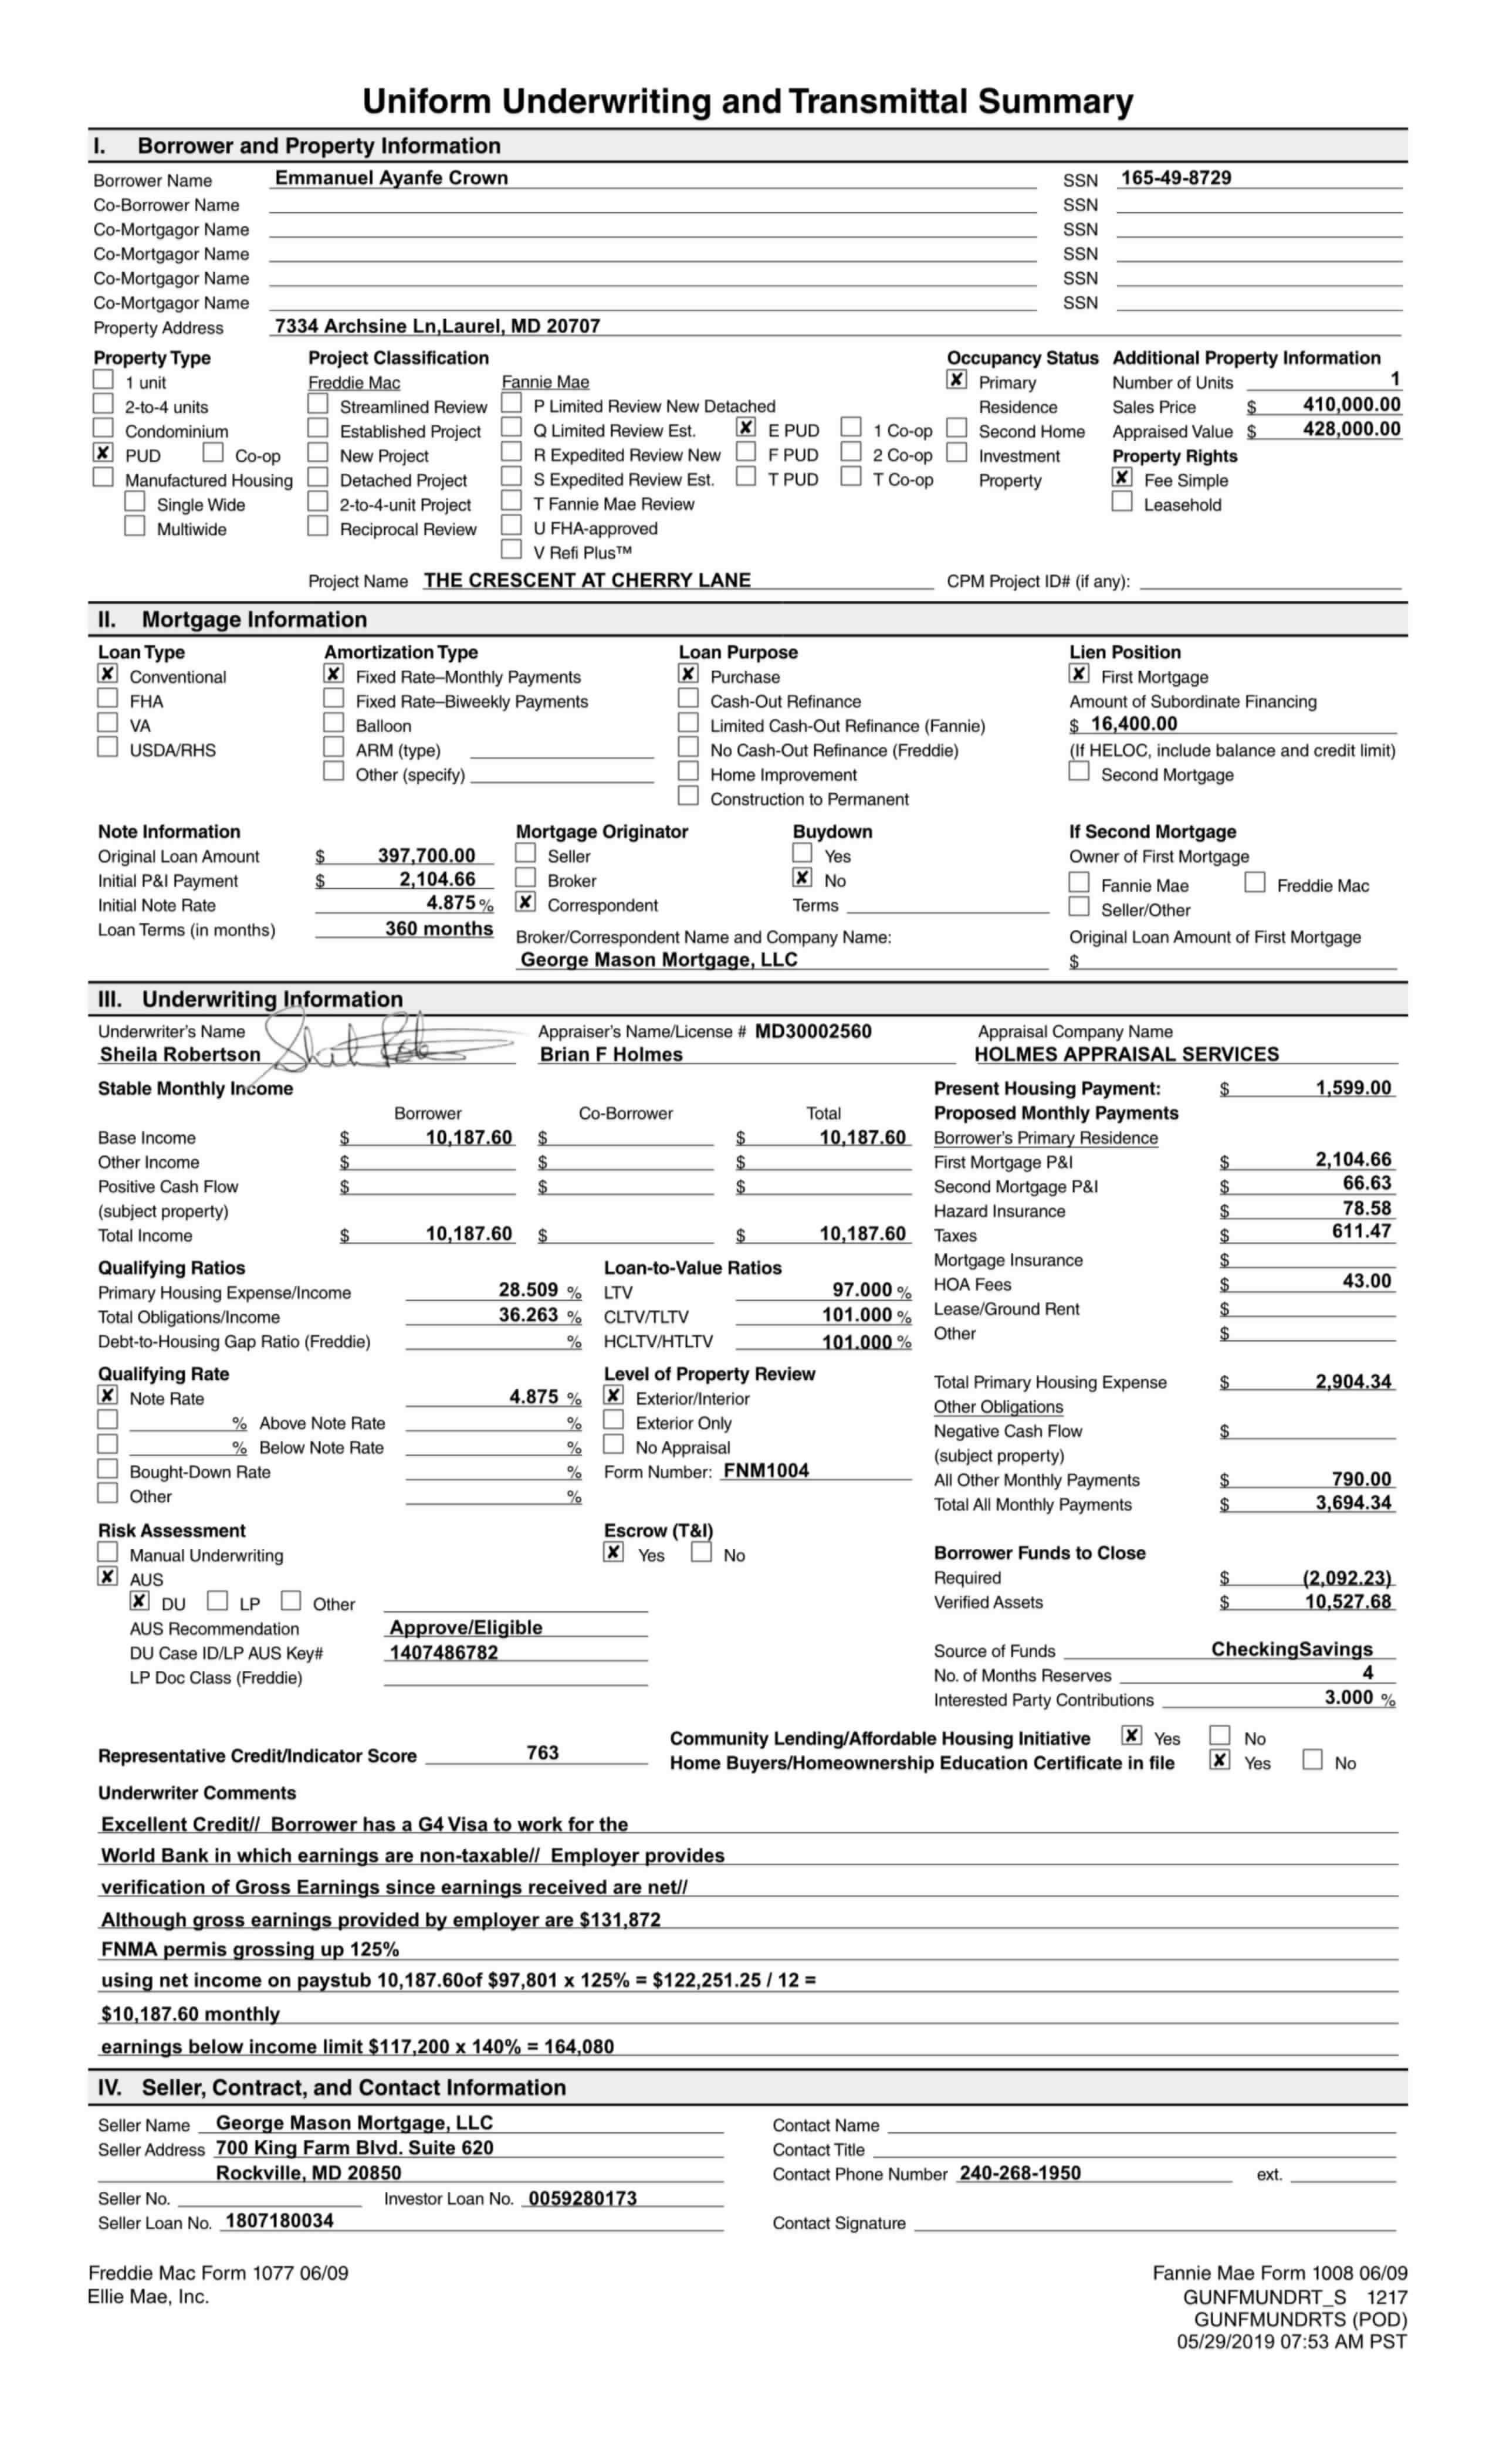 Uniform Underwriting and Transmittal Summary
I. Borrower and Property Information
Borrower Name Emmanuel Ayanfe Crown SSN 165-49-8729
Co-Borrower Name SSN
Co-Mortgagor Name SSN
Co-Mortgagor Name SSN
Co-Mortgagor Name SSN
Co-Mortgagor Name SSN
Property Address 7334 Archsine Ln,Laurel, MD 20707
Property Type Project Classification Occupancy Status Additional Property Information
1 unit Freddie Mac Fannie Mae ✘ Primary Number of Units 1
2-to-4 units Streamlined Review P Limited Review New Detached Residence Sales Price $ 410,000.00
Condominium Established Project Q Limited Review Est. ✘ E PUD 1 Co-op Second Home Appraised Value $ 428,000.00
✘ PUD Co-op New Project R Expedited Review New F PUD 2 Co-op Investment Property Rights
Manufactured Housing Detached Project S Expedited Review Est. T PUD T Co-op Property ✘ Fee Simple
Single Wide 2-to-4-unit Project T Fannie Mae Review Leasehold
Multiwide Reciprocal Review U FHA-approved
V Refi Plus™
Project Name THE CRESCENT AT CHERRY LANE CPM Project ID# (if any):
II. Mortgage Information
Loan Type Amortization Type Loan Purpose Lien Position
✘ Conventional ✘ Fixed Rate–Monthly Payments ✘ Purchase ✘ First Mortgage
FHA Fixed Rate–Biweekly Payments Cash-Out Refinance Amount of Subordinate Financing
VA Balloon Limited Cash-Out Refinance (Fannie) $ 16,400.00
USDA/RHS ARM (type) No Cash-Out Refinance (Freddie) (If HELOC, include balance and credit limit)
Other (specify) Home Improvement Second Mortgage
Construction to Permanent
Note Information Mortgage Originator Buydown If Second Mortgage
Original Loan Amount $ 397,700.00 Seller Yes Owner of First Mortgage
Initial P&I Payment $ 2,104.66 Broker ✘ No Fannie Mae Freddie Mac
Initial Note Rate 4.875 % ✘ Correspondent Terms Seller/Other
Loan Terms (in months) 360 months Broker/Correspondent Name and Company Name: Original Loan Amount of First Mortgage
George Mason Mortgage, LLC $
III. Underwriting Information
Underwriter's Name Appraiser's Name/License # MD30002560 Appraisal Company Name
Sheila Robertson Brian F Holmes HOLMES APPRAISAL SERVICES
Stable Monthly Income Present Housing Payment: $ 1,599.00
Borrower Co-Borrower Total Proposed Monthly Payments
Base Income $ 10,187.60 $ $ 10,187.60 Borrower's Primary Residence
Other Income $ $ $ First Mortgage P&I $ 2,104.66
Positive Cash Flow $ $ $ Second Mortgage P&I $ 66.63
(subject property) Hazard Insurance $ 78.58
Total Income $ 10,187.60 $ $ 10,187.60 Taxes $ 611.47
Qualifying Ratios Loan-to-Value Ratios Mortgage Insurance $
Primary Housing Expense/Income 28.509 % LTV 97.000 % HOA Fees $ 43.00
Total Obligations/Income 36.263 % CLTV/TLTV 101.000 % Lease/Ground Rent $
Debt-to-Housing Gap Ratio (Freddie) % HCLTV/HTLTV 101.000 % Other $
Qualifying Rate Level of Property Review Total Primary Housing Expense $ 2,904.34
✘ Note Rate 4.875 % ✘ Exterior/Interior Other Obligations
% Above Note Rate % Exterior Only Negative Cash Flow $
% Below Note Rate % No Appraisal (subject property)
Bought-Down Rate % Form Number: FNM1004 All Other Monthly Payments $ 790.00
Other % Total All Monthly Payments $ 3,694.34
Risk Assessment Escrow (T&I)
Manual Underwriting ✘ Yes No Borrower Funds to Close
✘ AUS Required $ (2,092.23)
✘ DU LP Other Verified Assets $ 10,527.68
AUS Recommendation Approve/Eligible
DU Case ID/LP AUS Key# 1407486782 Source of Funds CheckingSavings
LP Doc Class (Freddie) No. of Months Reserves 4
Interested Party Contributions 3.000 %
Community Lending/Affordable Housing Initiative ✘ Yes No
Representative Credit/Indicator Score 763 Home Buyers/Homeownership Education Certificate in file ✘ Yes No
Underwriter Comments
Excellent Credit// Borrower has a G4 Visa to work for the
World Bank in which earnings are non-taxable// Employer provides
verification of Gross Earnings since earnings received are net//
Although gross earnings provided by employer are $131,872
FNMA permis grossing up 125%
using net income on paystub 10,187.60of $97,801 x 125% = $122,251.25 / 12 =
$10,187.60 monthly
earnings below income limit $117,200 x 140% = 164,080
IV. Seller, Contract, and Contact Information
Seller Name George Mason Mortgage, LLC Contact Name
Seller Address 700 King Farm Blvd. Suite 620 Contact Title
Rockville, MD 20850 Contact Phone Number 240-268-1950 ext.
Seller No. Investor Loan No. 0059280173
Seller Loan No. 1807180034 Contact Signature
Freddie Mac Form 1077 06/09 Fannie Mae Form 1008 06/09
Ellie Mae, Inc. GUNFMUNDRT_S 1217
GUNFMUNDRTS (POD)
05/29/2019 07:53 AM PST